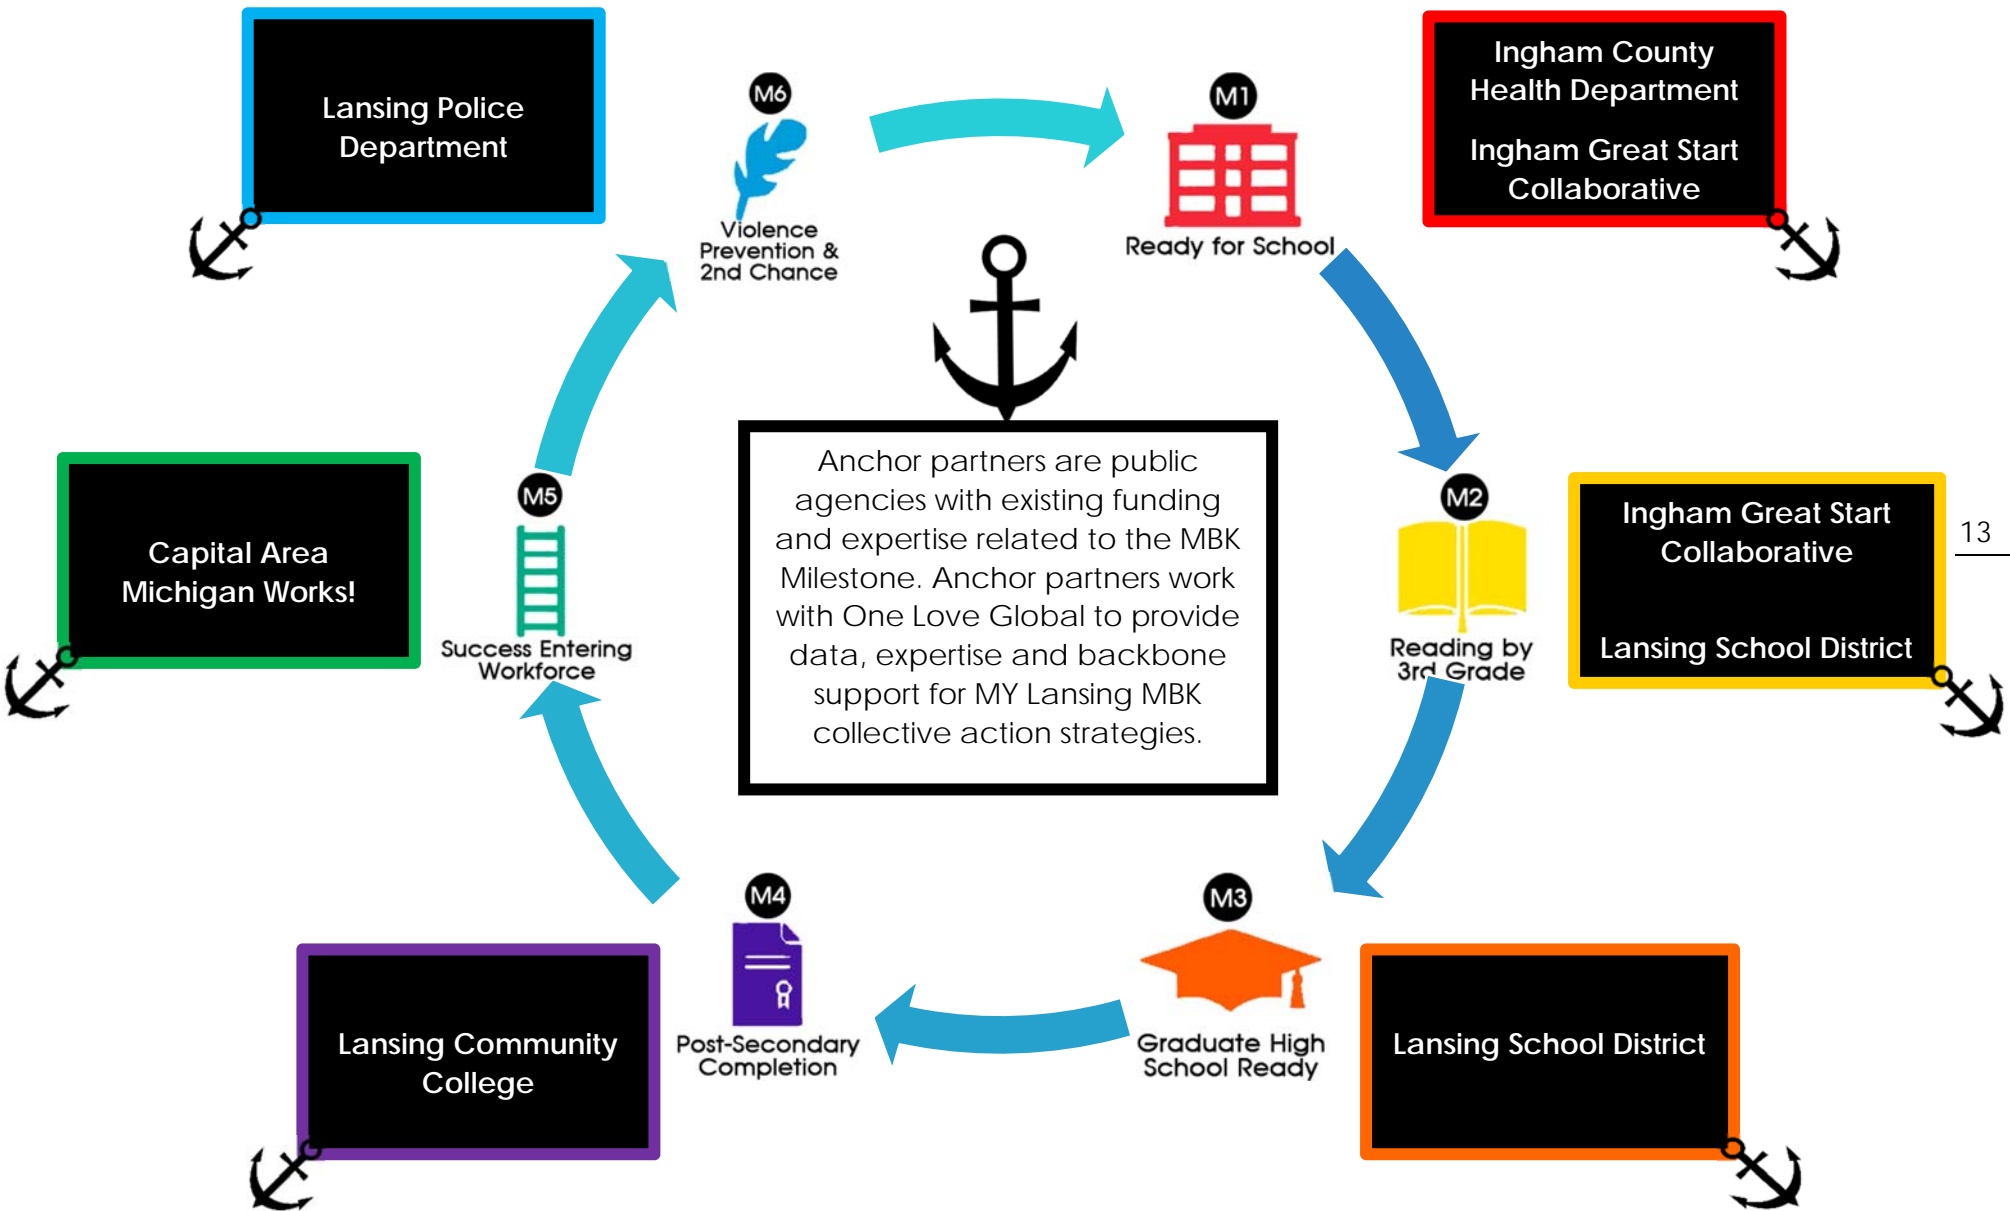 Lansing Police
Department
M6
Violence
Prevention &
2nd Chance
M1
Ready for School
Ingham County
Health Department
Ingham Great Start
Collaborative
Capital Area
Michigan Works!
M5
Success Entering
Workforce
Anchor partners are public
agencies with existing funding
and expertise related to the MBK
Milestone. Anchor partners work
with One Love Global to provide
data, expertise and backbone
support for MY Lansing MBK
collective action strategies.
M2
Reading by
3rd Grade
Ingham Great Start
Collaborative
Lansing School District
13
Lansing Community
College
M4
Post-Secondary
Completion
M3
Graduate High
School Ready
Lansing School District